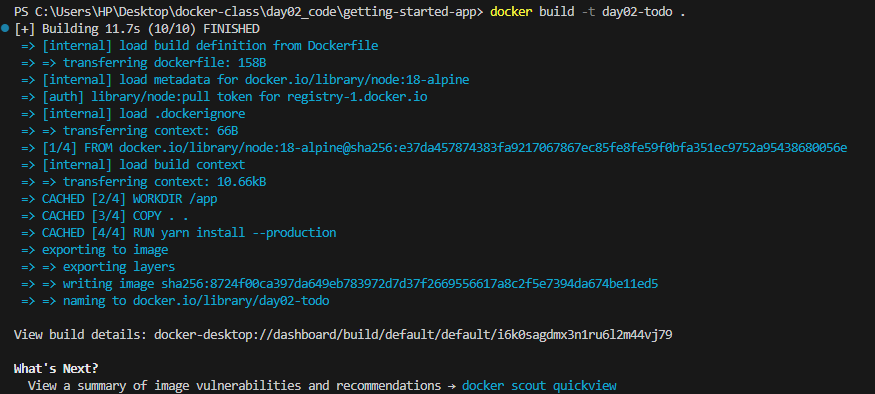 PS C:\Users\HP\Desktop\docker-class\day02_code\getting-started-app> docker build -t day02-todo .
[+] Building 11.7s (10/10) FINISHED
=> [internal] load build definition from Dockerfile
=> => transferring dockerfile: 158B
=> [internal] load metadata for docker.io/library/node:18-alpine
=> [auth] library/node:pull token for registry-1.docker.io
=> [internal] load .dockerignore
=> => transferring context: 66B
=> [1/4] FROM docker.io/library/node:18-alpine@sha256:e37da457874383fa9217067867ec85fe8fe59f0bfa351ec9752a95438680056e
=> [internal] load build context
=> => transferring context: 10.66kB
=> CACHED [2/4] WORKDIR /app
=> CACHED [3/4] COPY . .
=> CACHED [4/4] RUN yarn install --production
=> exporting to image
=> => exporting layers
=> => writing image sha256:8724f00ca397da649eb783972d7d37f2669556617a8c2f5e7394da674be11ed5
=> => naming to docker.io/library/day02-todo
View build details: docker-desktop://dashboard/build/default/default/i6k0sagdmx3n1ru6l2m44vj79
What's Next?
View a summary of image vulnerabilities and recommendations → docker scout quickview